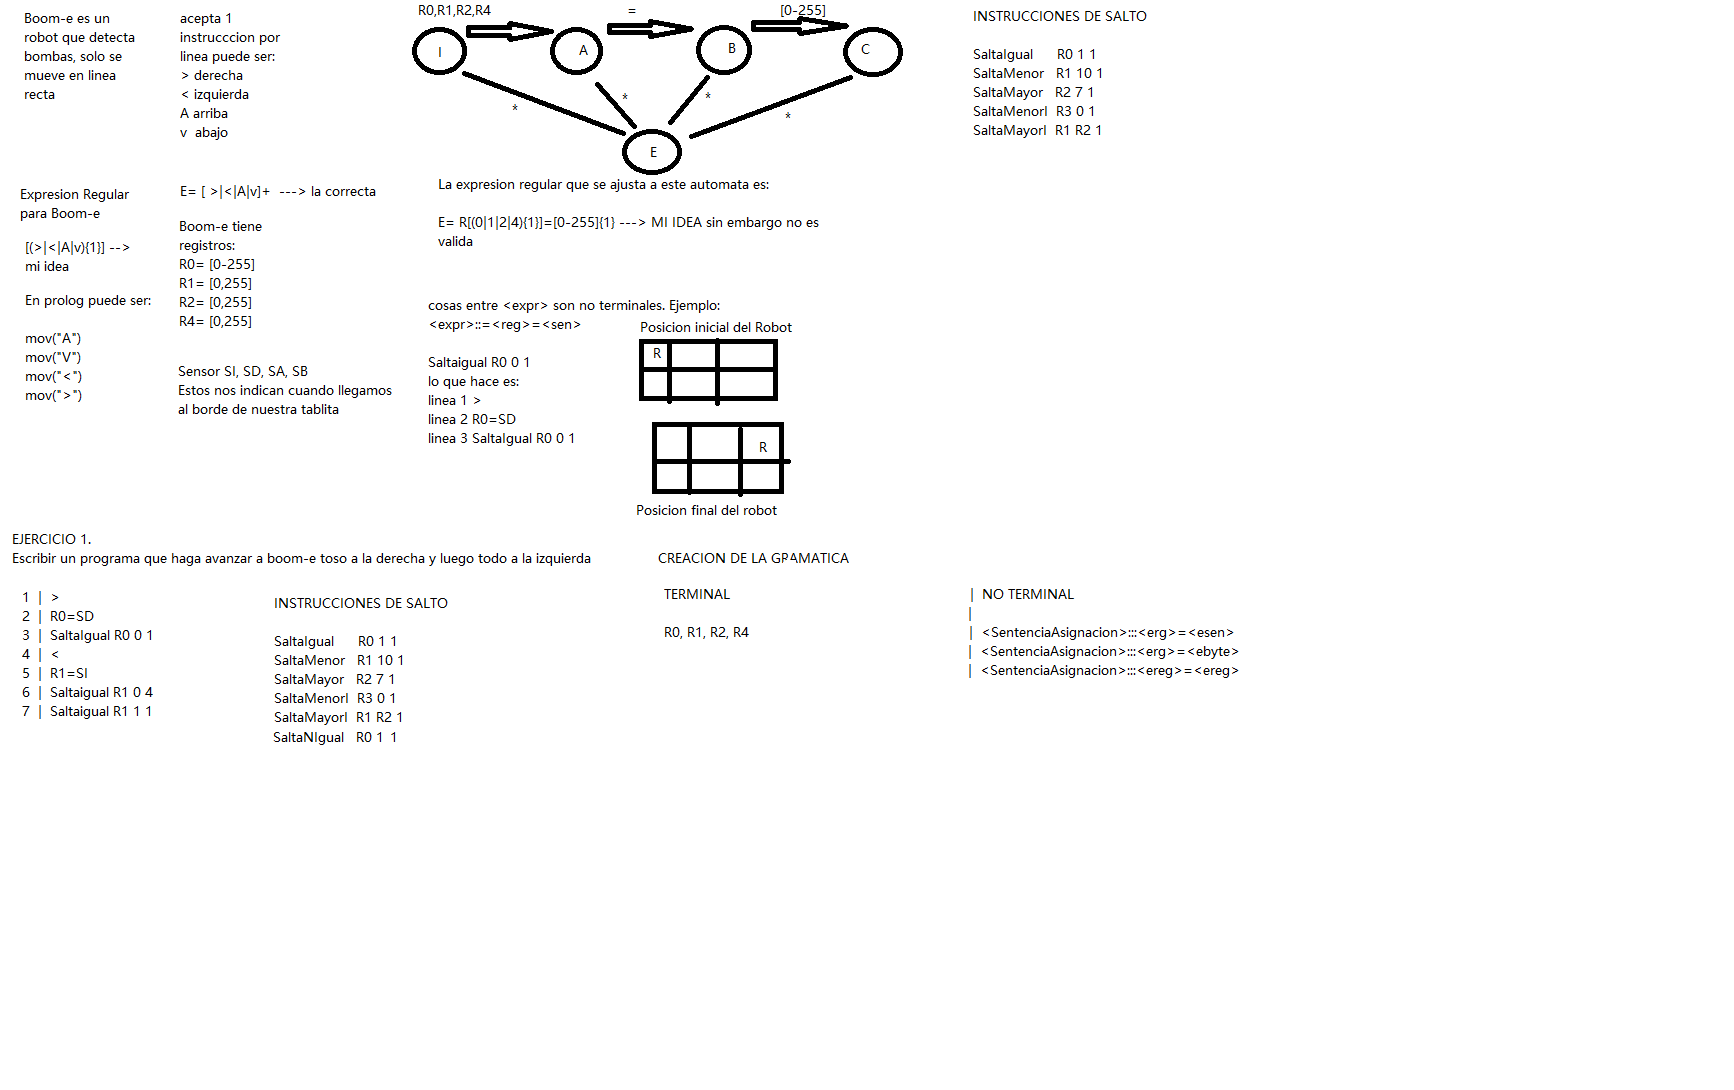 Boom-e es un
robot que detecta
bombas, solo se
mueve en linea
recta
acepta 1
instrucccion por
linea puede ser:
> derecha
< izquierda
A arriba
v  abajo
R0,R1,R2,R4
=
[0-255]
I
A
B
C
*
*
*
*
E
INSTRUCCIONES DE SALTO
SaltaIgual      R0 1 1
SaltaMenor   R1 10 1
SaltaMayor   R2 7 1
SaltaMenorI  R3 0 1
SaltaMayorI  R1 R2 1
Expresion Regular
para Boom-e
[(>|<|A|v){1}] -->
mi idea
En prolog puede ser:
mov("A")
mov("V")
mov("<")
mov(">")
E= [ >|<|A|v]+  ---> la correcta
Boom-e tiene
registros:
R0= [0-255]
R1= [0,255]
R2= [0,255]
R4= [0,255]
Sensor SI, SD, SA, SB
Estos nos indican cuando llegamos
al borde de nuestra tablita
La expresion regular que se ajusta a este automata es:
E= R[(0|1|2|4){1}]=[0-255]{1} ---> MI IDEA sin embargo no es
valida
cosas entre <expr> son no terminales. Ejemplo:
<expr>::=<reg>=<sen>
Saltaigual R0 0 1
lo que hace es:
linea 1 >
linea 2 R0=SD
linea 3 SaltaIgual R0 0 1
Posicion inicial del Robot
R
R
Posicion final del robot
EJERCICIO 1.
Escribir un programa que haga avanzar a boom-e toso a la derecha y luego todo a la izquierda
1 | >
2 | R0=SD
3 | SaltaIgual R0 0 1
4 | <
5 | R1=SI
6 | Saltaigual R1 0 4
7 | Saltaigual R1 1 1
INSTRUCCIONES DE SALTO
SaltaIgual      R0 1 1
SaltaMenor   R1 10 1
SaltaMayor   R2 7 1
SaltaMenorI  R3 0 1
SaltaMayorI  R1 R2 1
SaltaNIgual   R0 1  1
CREACION DE LA GRAMATICA
TERMINAL
R0, R1, R2, R4
| NO TERMINAL
|
| <SentenciaAsignacion>:::<erg>=<esen>
| <SentenciaAsignacion>:::<erg>=<ebyte>
| <SentenciaAsignacion>:::<ereg>=<ereg>